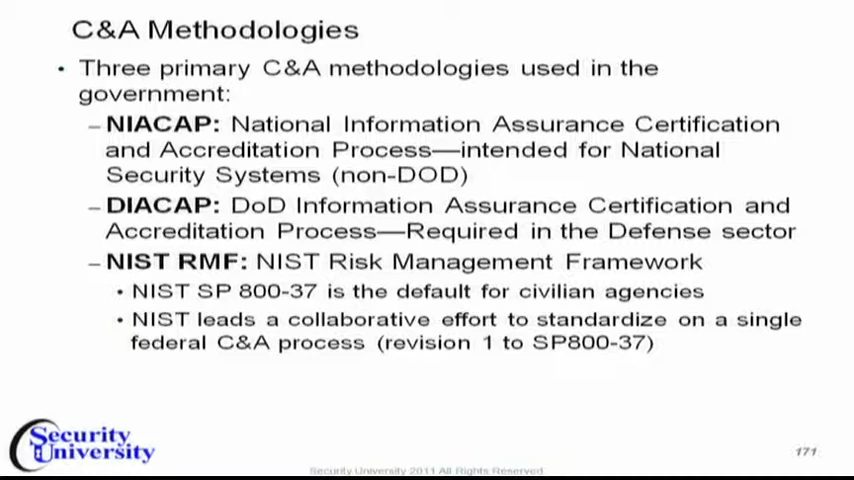 C&A Methodologies
• Three primary C&A methodologies used in the
government:
– NIACAP: National Information Assurance Certification
and Accreditation Process—intended for National
Security Systems (non-DOD)
– DIACAP: DoD Information Assurance Certification and
Accreditation Process—Required in the Defense sector
– NIST RMF: NIST Risk Management Framework
• NIST SP 800-37 is the default for civilian agencies
• NIST leads a collaborative effort to standardize on a single
federal C&A process (revision 1 to SP800-37)
Security
University
171
Security University 2011 All Rights Reserved